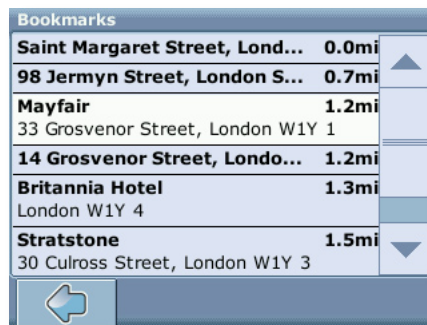 Bookmarks
Saint Margaret Street, Lond... 0.0mi
98 Jermyn Street, London S... 0.7mi
Mayfair 1.2mi
33 Grosvenor Street, London W1Y 1
14 Grosvenor Street, Londo... 1.2mi
Britannia Hotel 1.3mi
London W1Y 4
Stratstone 1.5mi
30 Culross Street, London W1Y 3